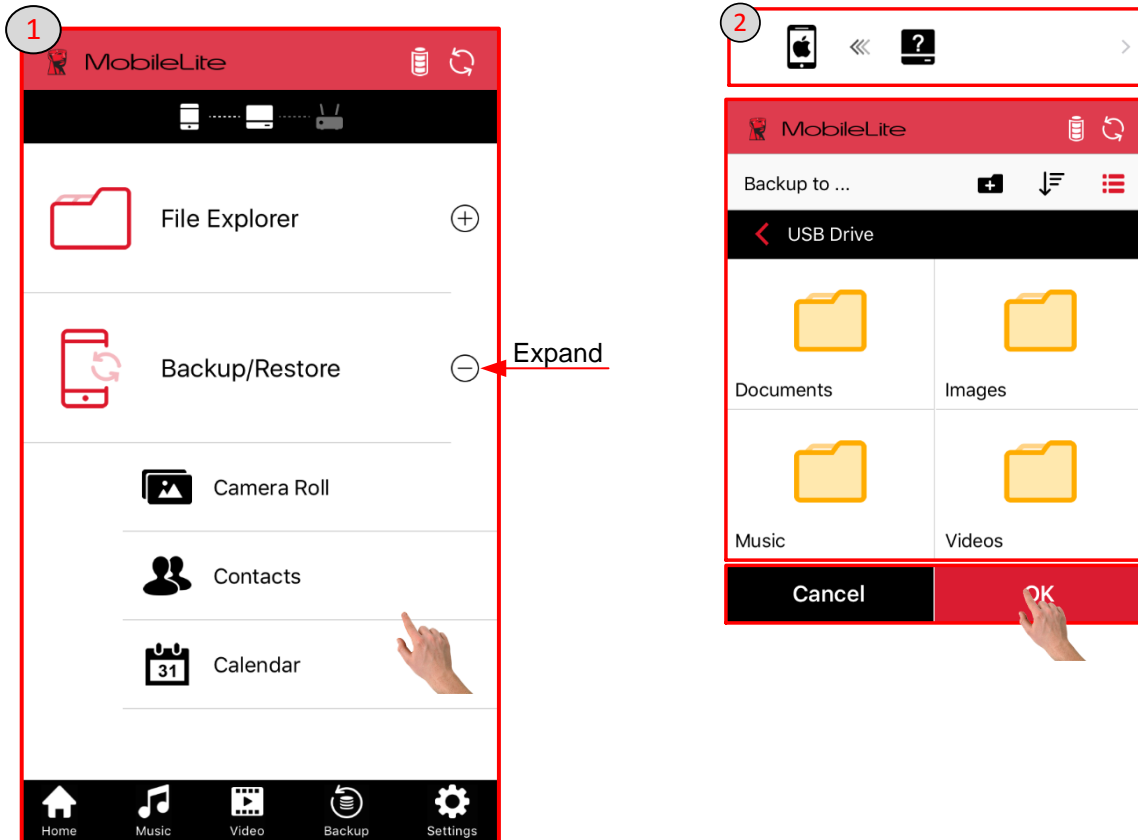 1
MobileLite
File Explorer
Backup/Restore
Expand
Camera Roll
Contacts
31
Calendar
Home Music Video Backup Settings
2
?
MobileLite
Backup to ...
USB Drive
Documents Images
Music Videos
Cancel OK